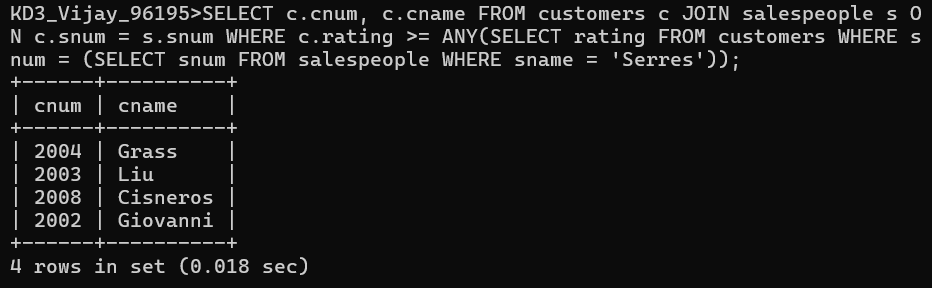 KD3_Vijay_96195>SELECT c.cnum, c.cname FROM customers c JOIN salespeople s O
N c.snum = s.snum WHERE c.rating >= ANY(SELECT rating FROM customers WHERE s
num = (SELECT snum FROM salespeople WHERE sname = 'Serres'));
+------+----------+
| cnum | cname    |
+------+----------+
| 2004 | Grass    |
| 2003 | Liu      |
| 2008 | Cisneros |
| 2002 | Giovanni |
+------+----------+
4 rows in set (0.018 sec)